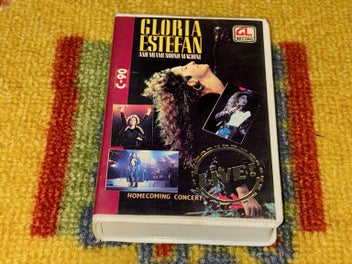 GLORIA
ESTEFAN
AND MIAMI SOUND MACHINE
GL
RECORD
C-90
LIVE!
HOMECOMING CONCERT